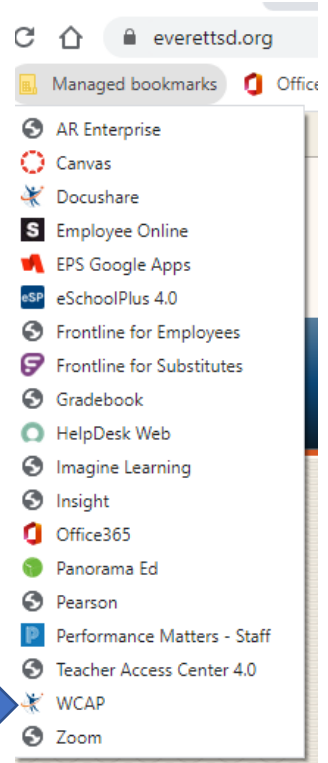 everettsd.org
Managed bookmarks Office
AR Enterprise
Canvas
Docushare
S Employee Online
EPS Google Apps
eSP eSchoolPlus 4.0
Frontline for Employees
Frontline for Substitutes
Gradebook
HelpDesk Web
Imagine Learning
Insight
Office365
Panorama Ed
Pearson
Performance Matters - Staff
Teacher Access Center 4.0
WCAP
Zoom